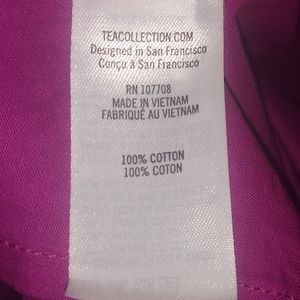 TEACOLLECTION.COM
Designed in San Francisco
Conçu à San Francisco
RN 107708
MADE IN VIETNAM
FABRIQUÉ AU VIETNAM
100% COTTON
100% COTON